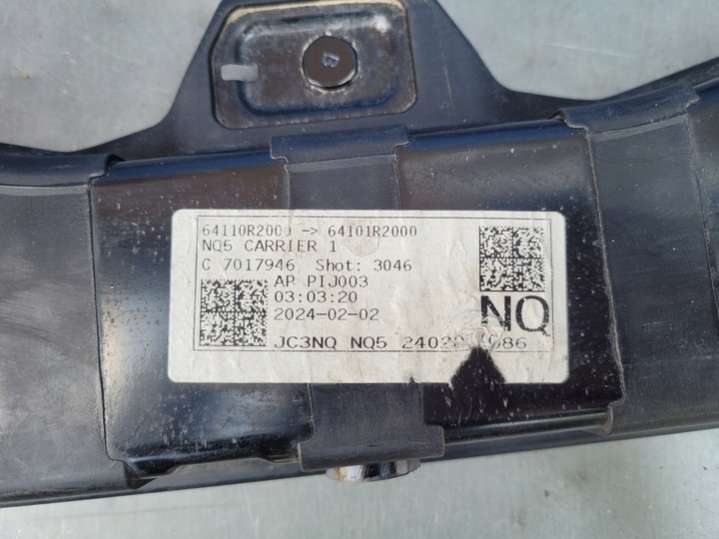 64110R2000 -> 64101R2000
NQ5 CARRIER 1
C 7017946 Shot: 3046
AP PIJ003
03:03:20
2024-02-02
NQ
JC3NQ NQ5